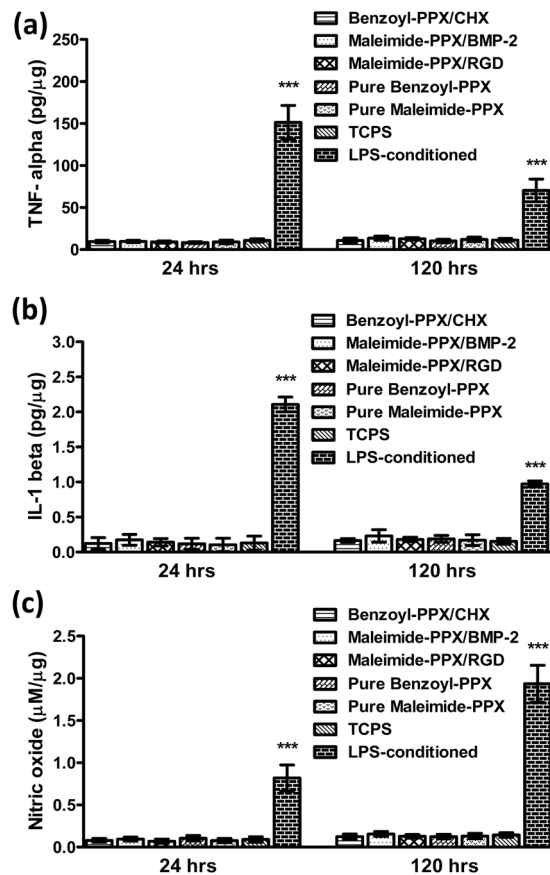 (a)
TNF- alpha (pg/µg)
250
200
150
100
50
0
Benzoyl-PPX/CHX
Maleimide-PPX/BMP-2
Maleimide-PPX/RGD
Pure Benzoyl-PPX
Pure Maleimide-PPX
TCPS
LPS-conditioned
***
***
24 hrs
120 hrs
(b)
IL-1 beta (pg/µg)
3.0
2.5
2.0
1.5
1.0
0.5
0.0
Benzoyl-PPX/CHX
Maleimide-PPX/BMP-2
Maleimide-PPX/RGD
Pure Benzoyl-PPX
Pure Maleimide-PPX
TCPS
LPS-conditioned
***
***
24 hrs
120 hrs
(c)
Nitric oxide (µM/µg)
2.5
2.0
1.5
1.0
0.5
0.0
Benzoyl-PPX/CHX
Maleimide-PPX/BMP-2
Maleimide-PPX/RGD
Pure Benzoyl-PPX
Pure Maleimide-PPX
TCPS
LPS-conditioned
***
***
24 hrs
120 hrs